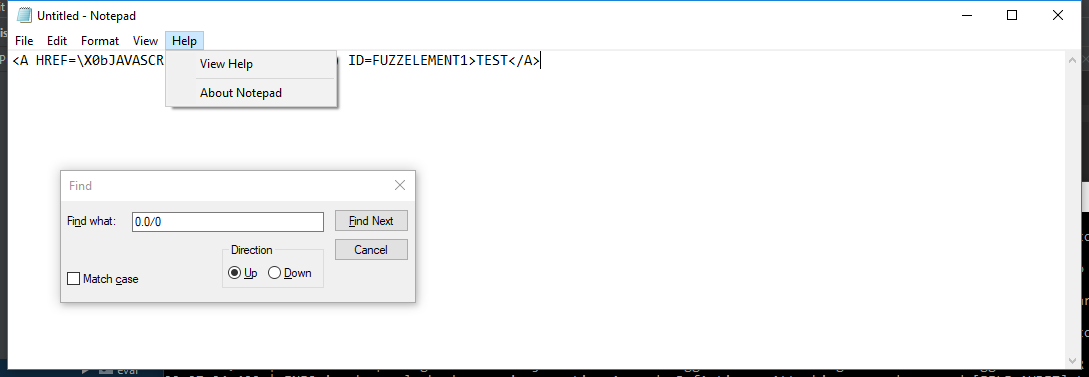 Untitled - Notepad
File Edit Format View Help
<A HREF=\X0bJAVASCR ID=FUZZELEMENT1>TEST</A>
View Help
About Notepad
Find
Find what: 0.0/0 Find Next
Direction Cancel
Up Down
Match case
eval